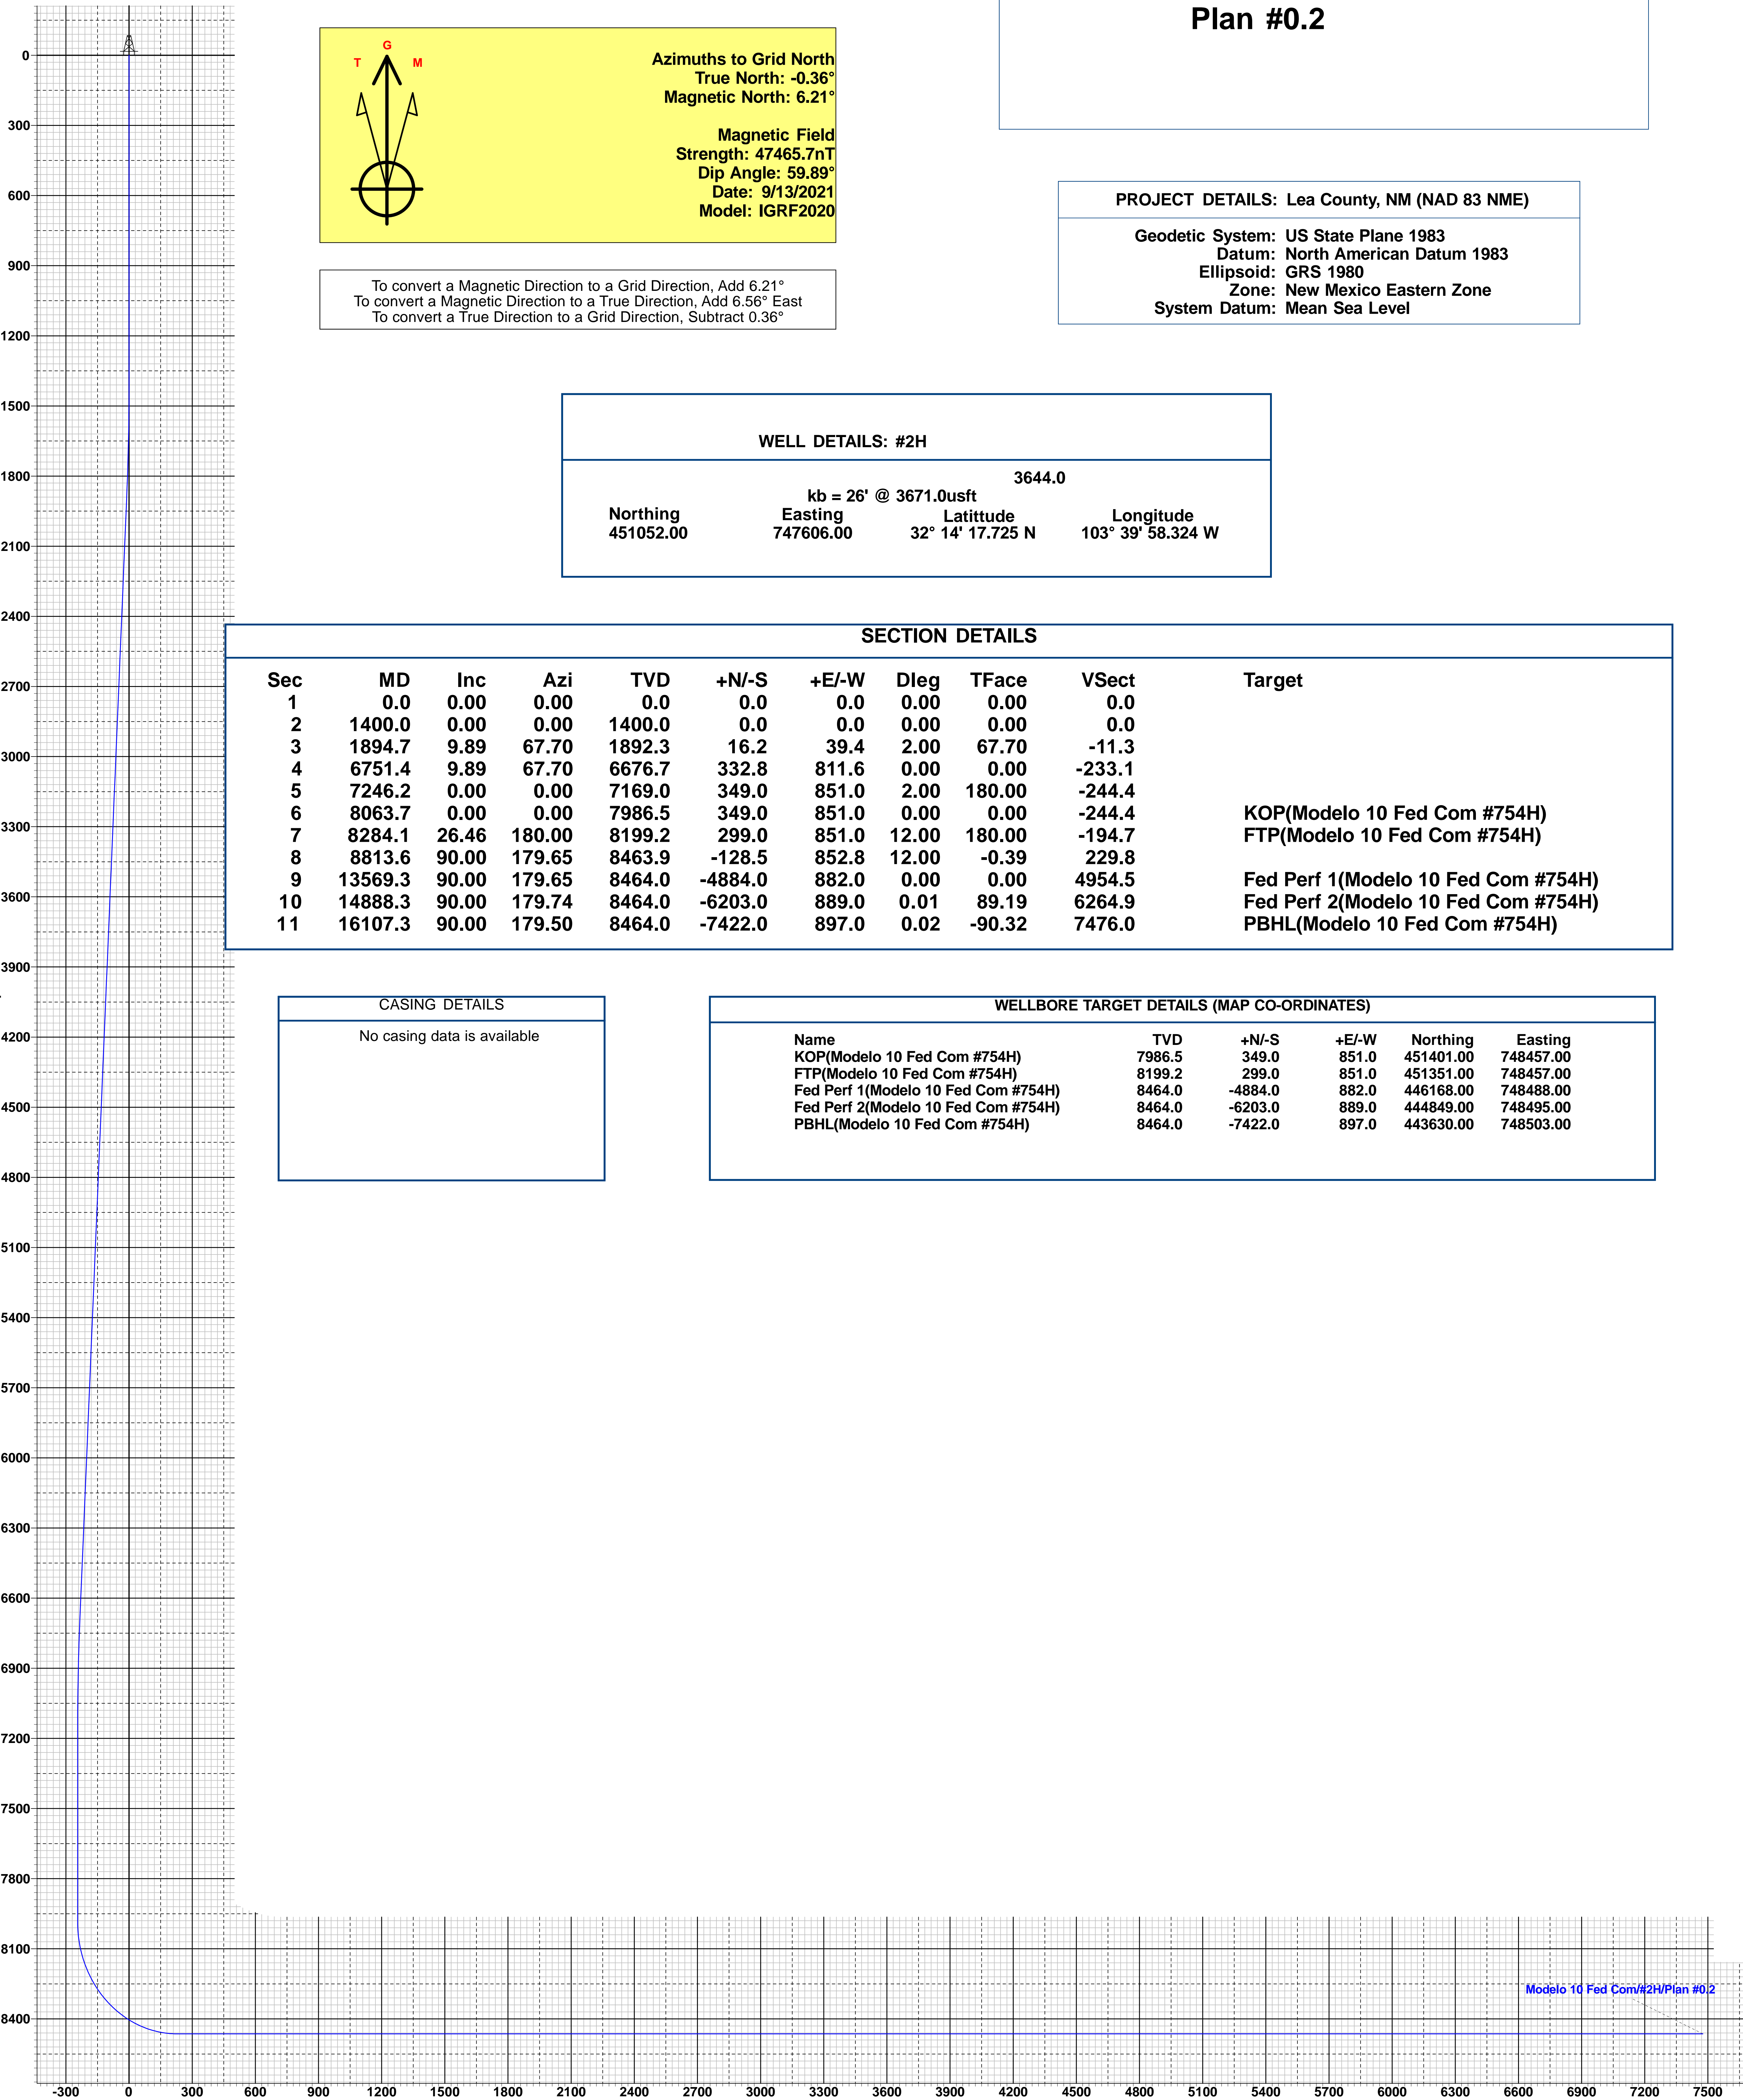 Plan #0.2
G
T M
Azimuths to Grid North
True North: -0.36°
Magnetic North: 6.21°
Magnetic Field
Strength: 47465.7nT
Dip Angle: 59.89°
Date: 9/13/2021
Model: IGRF2020
To convert a Magnetic Direction to a Grid Direction, Add 6.21°
To convert a Magnetic Direction to a True Direction, Add 6.56° East
To convert a True Direction to a Grid Direction, Subtract 0.36°
PROJECT DETAILS: Lea County, NM (NAD 83 NME)
Geodetic System: US State Plane 1983
Datum: North American Datum 1983
Ellipsoid: GRS 1980
Zone: New Mexico Eastern Zone
System Datum: Mean Sea Level
WELL DETAILS: #2H
3644.0
kb = 26' @ 3671.0usft
Northing Easting Latittude Longitude
451052.00 747606.00 32° 14' 17.725 N 103° 39' 58.324 W
SECTION DETAILS
Sec MD Inc Azi TVD +N/-S +E/-W Dleg TFace VSect Target
1 0.0 0.00 0.00 0.0 0.0 0.0 0.00 0.00 0.0
2 1400.0 0.00 0.00 1400.0 0.0 0.0 0.00 0.00 0.0
3 1894.7 9.89 67.70 1892.3 16.2 39.4 2.00 67.70 -11.3
4 6751.4 9.89 67.70 6676.7 332.8 811.6 0.00 0.00 -233.1
5 7246.2 0.00 0.00 7169.0 349.0 851.0 2.00 180.00 -244.4
6 8063.7 0.00 0.00 7986.5 349.0 851.0 0.00 0.00 -244.4 KOP(Modelo 10 Fed Com #754H)
7 8284.1 26.46 180.00 8199.2 299.0 851.0 12.00 180.00 -194.7 FTP(Modelo 10 Fed Com #754H)
8 8813.6 90.00 179.65 8463.9 -128.5 852.8 12.00 -0.39 229.8
9 13569.3 90.00 179.65 8464.0 -4884.0 882.0 0.00 0.00 4954.5 Fed Perf 1(Modelo 10 Fed Com #754H)
10 14888.3 90.00 179.74 8464.0 -6203.0 889.0 0.01 89.19 6264.9 Fed Perf 2(Modelo 10 Fed Com #754H)
11 16107.3 90.00 179.50 8464.0 -7422.0 897.0 0.02 -90.32 7476.0 PBHL(Modelo 10 Fed Com #754H)
CASING DETAILS
No casing data is available
WELLBORE TARGET DETAILS (MAP CO-ORDINATES)
Name TVD +N/-S +E/-W Northing Easting
KOP(Modelo 10 Fed Com #754H) 7986.5 349.0 851.0 451401.00 748457.00
FTP(Modelo 10 Fed Com #754H) 8199.2 299.0 851.0 451351.00 748457.00
Fed Perf 1(Modelo 10 Fed Com #754H) 8464.0 -4884.0 882.0 446168.00 748488.00
Fed Perf 2(Modelo 10 Fed Com #754H) 8464.0 -6203.0 889.0 444849.00 748495.00
PBHL(Modelo 10 Fed Com #754H) 8464.0 -7422.0 897.0 443630.00 748503.00
0
300
600
900
1200
1500
1800
2100
2400
2700
3000
3300
3600
3900
4200
4500
4800
5100
5400
5700
6000
6300
6600
6900
7200
7500
7800
8100
8400
Modelo 10 Fed Com/#2H/Plan #0.2
-300 0 300 600 900 1200 1500 1800 2100 2400 2700 3000 3300 3600 3900 4200 4500 4800 5100 5400 5700 6000 6300 6600 6900 7200 7500